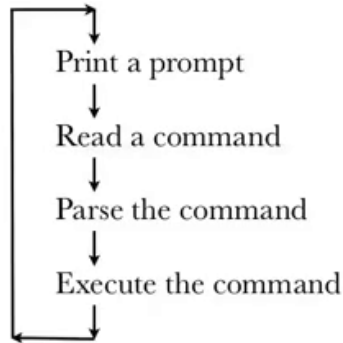 Print a prompt
Read a command
Parse the command
Execute the command